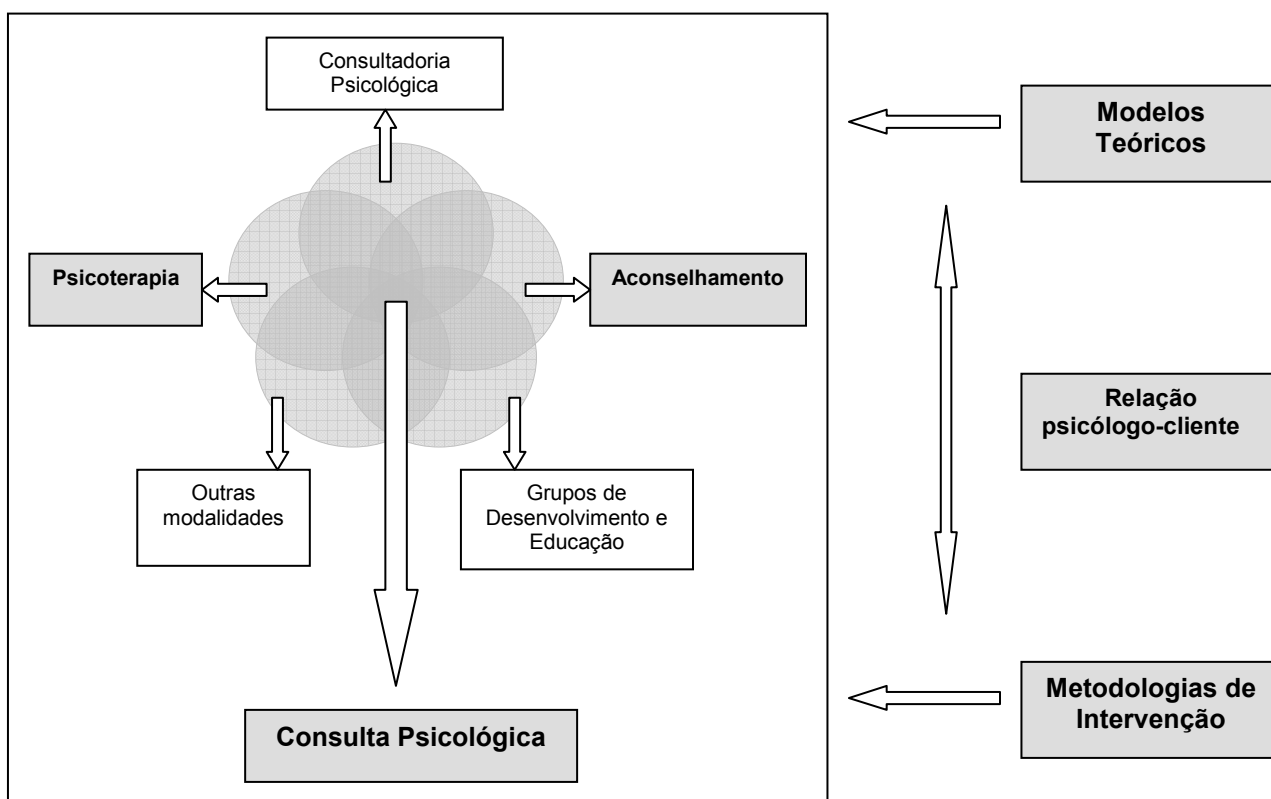 Consultadoria
Psicológica
Modelos
Teóricos
Psicoterapia
Aconselhamento
Relação
psicólogo-cliente
Outras
modalidades
Grupos de
Desenvolvimento e
Educação
Metodologias de
Intervenção
Consulta Psicológica